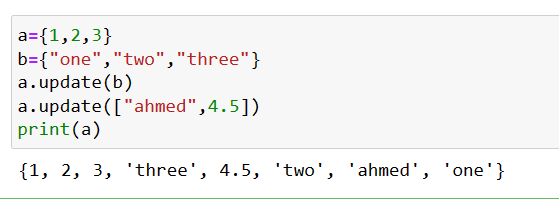 a={1,2,3}
b={"one","two","three"}
a.update(b)
a.update(["ahmed",4.5])
print(a)
{1, 2, 3, 'three', 4.5, 'two', 'ahmed', 'one'}